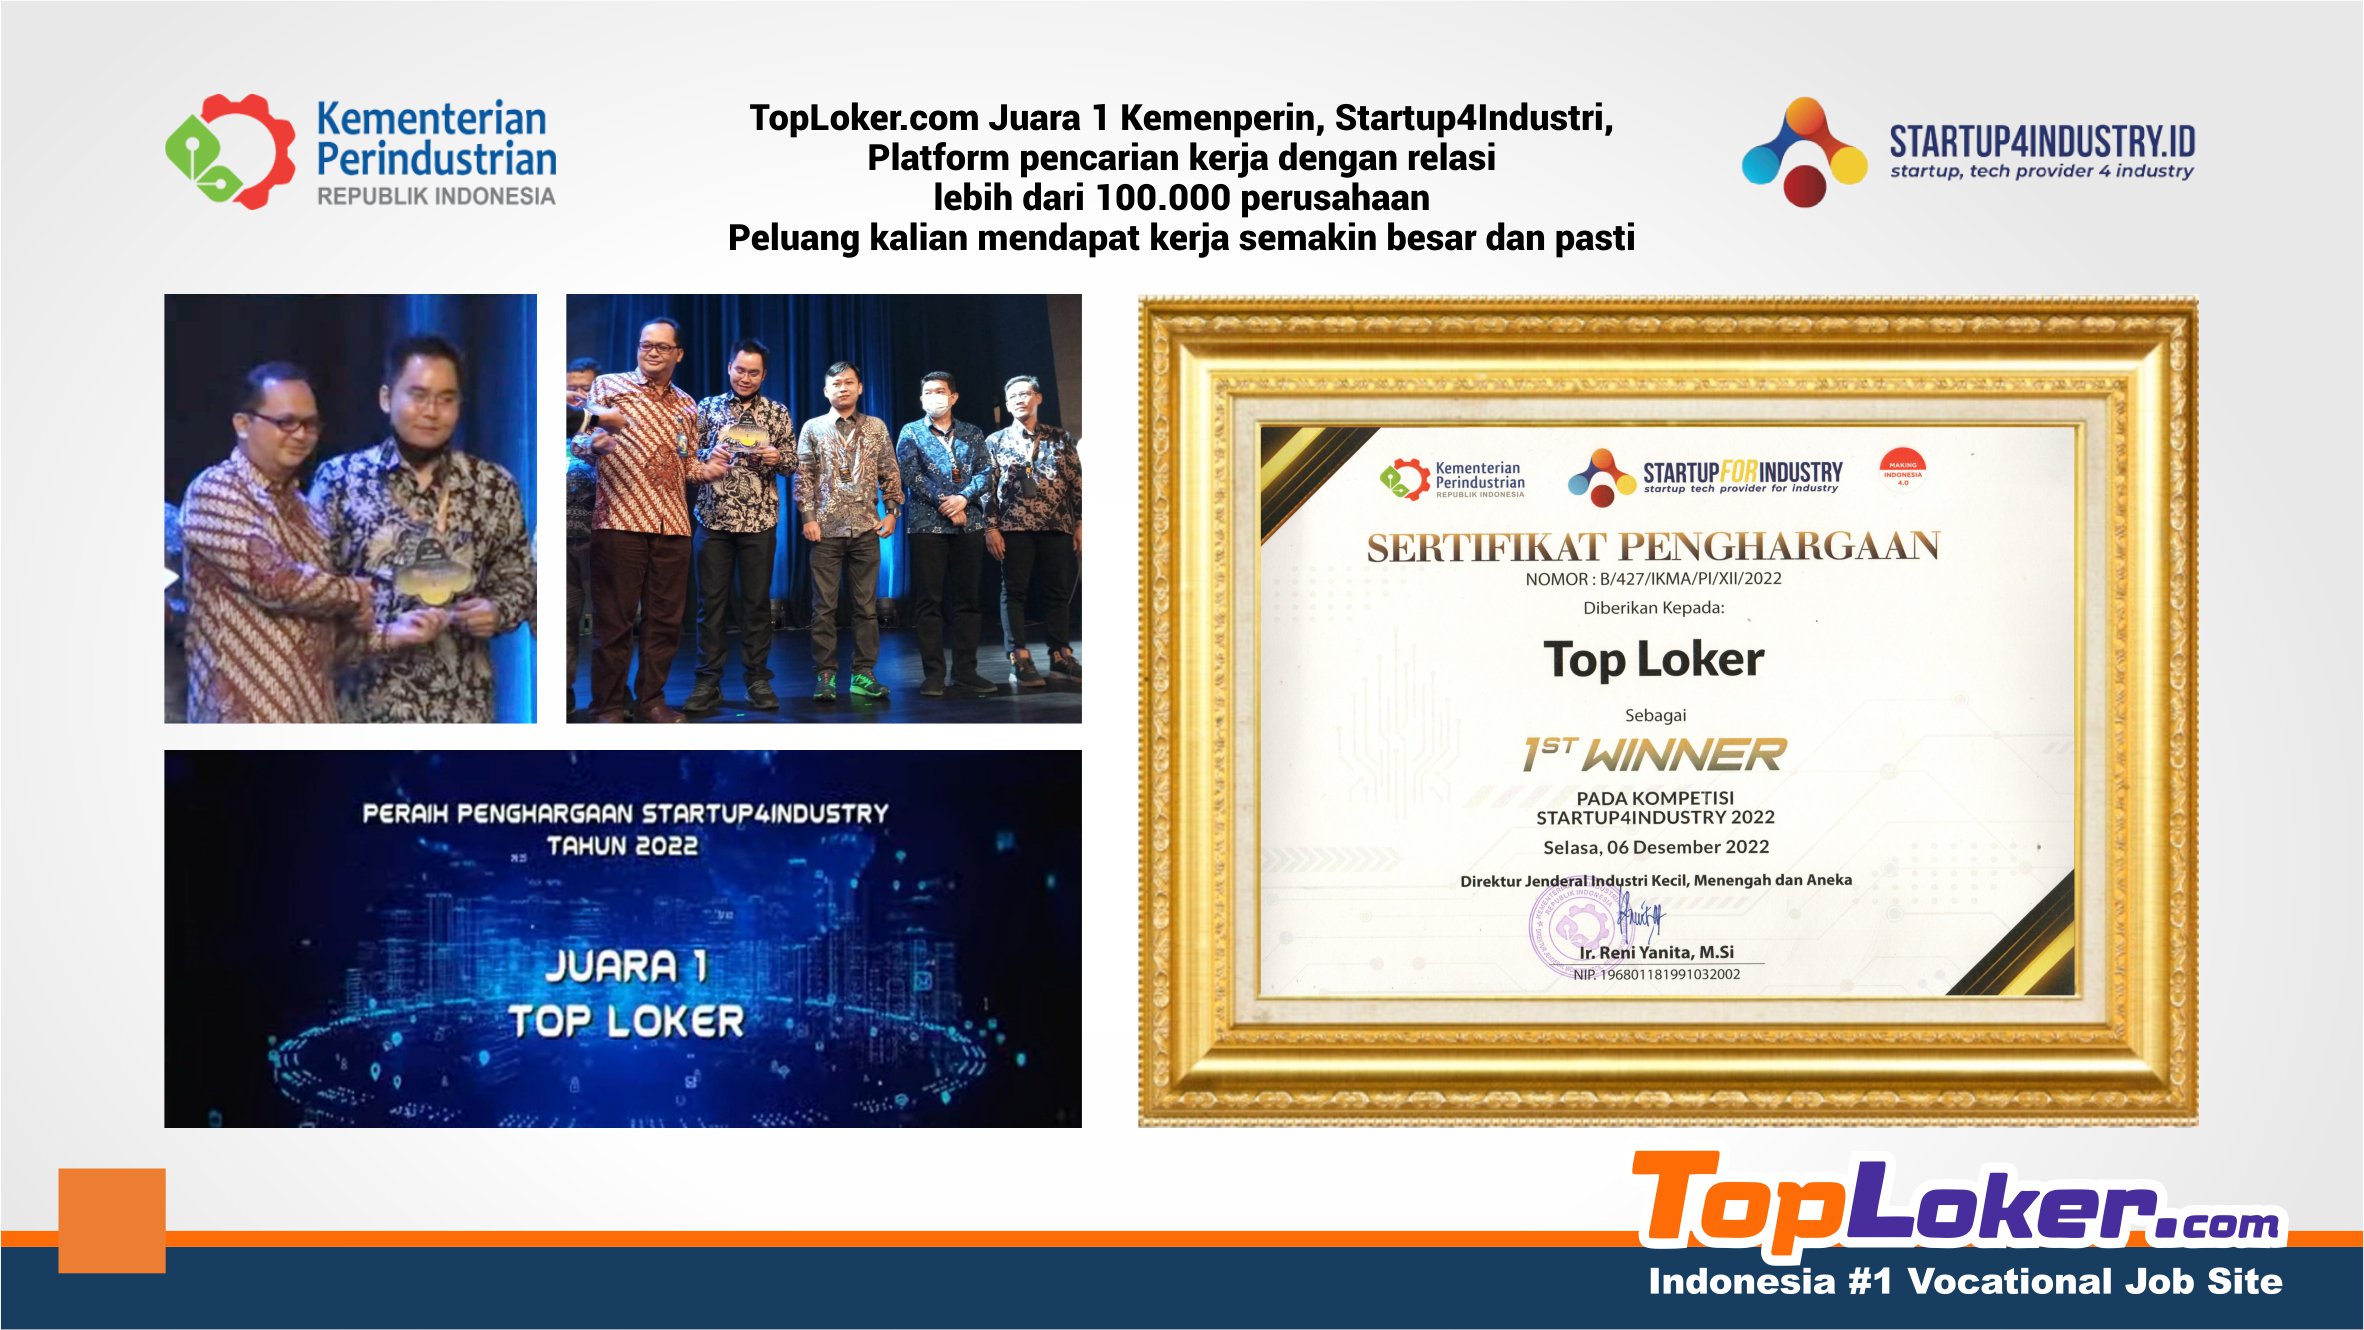 Kementerian
Perindustrian
REPUBLIK INDONESIA
TopLoker.com Juara 1 Kemenperin, Startup4Industri,
Platform pencarian kerja dengan relasi
lebih dari 100.000 perusahaan
Peluang kalian mendapat kerja semakin besar dan pasti
STARTUP4INDUSTRY.ID
startup, tech provider 4 industry
PERAIH PENGHARGAAN STARTUP4INDUSTRY
TAHUN 2022
JUARA 1
TOP LOKER
Kementerian
Perindustrian
REPUBLIK INDONESIA
STARTUPFORINDUSTRY
startup tech provider for industry
MAKING
INDONESIA
4.0
SERTIFIKAT PENGHARGAAN
NOMOR : B/427/IKMA/PI/XII/2022
Diberikan Kepada:
Top Loker
Sebagai
1ST WINNER
PADA KOMPETISI
STARTUP4INDUSTRY 2022
Selasa, 06 Desember 2022
Direktur Jenderal Industri Kecil, Menengah dan Aneka
Ir. Reni Yanita, M.Si
NIP. 196801181991032002
TopLoker.com
Indonesia #1 Vocational Job Site